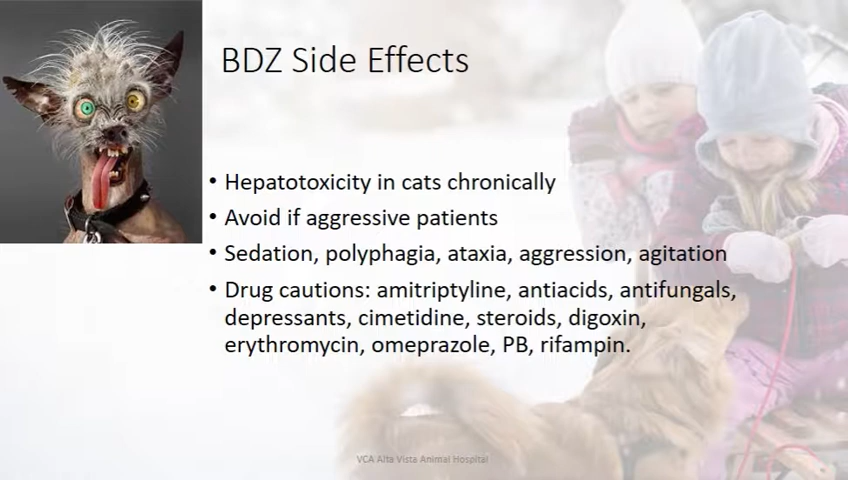 BDZ Side Effects
• Hepatotoxicity in cats chronically
• Avoid if aggressive patients
• Sedation, polyphagia, ataxia, aggression, agitation
• Drug cautions: amitriptyline, antiacids, antifungals,
depressants, cimetidine, steroids, digoxin,
erythromycin, omeprazole, PB, rifampin.
VCA Alta Vista Animal Hospital